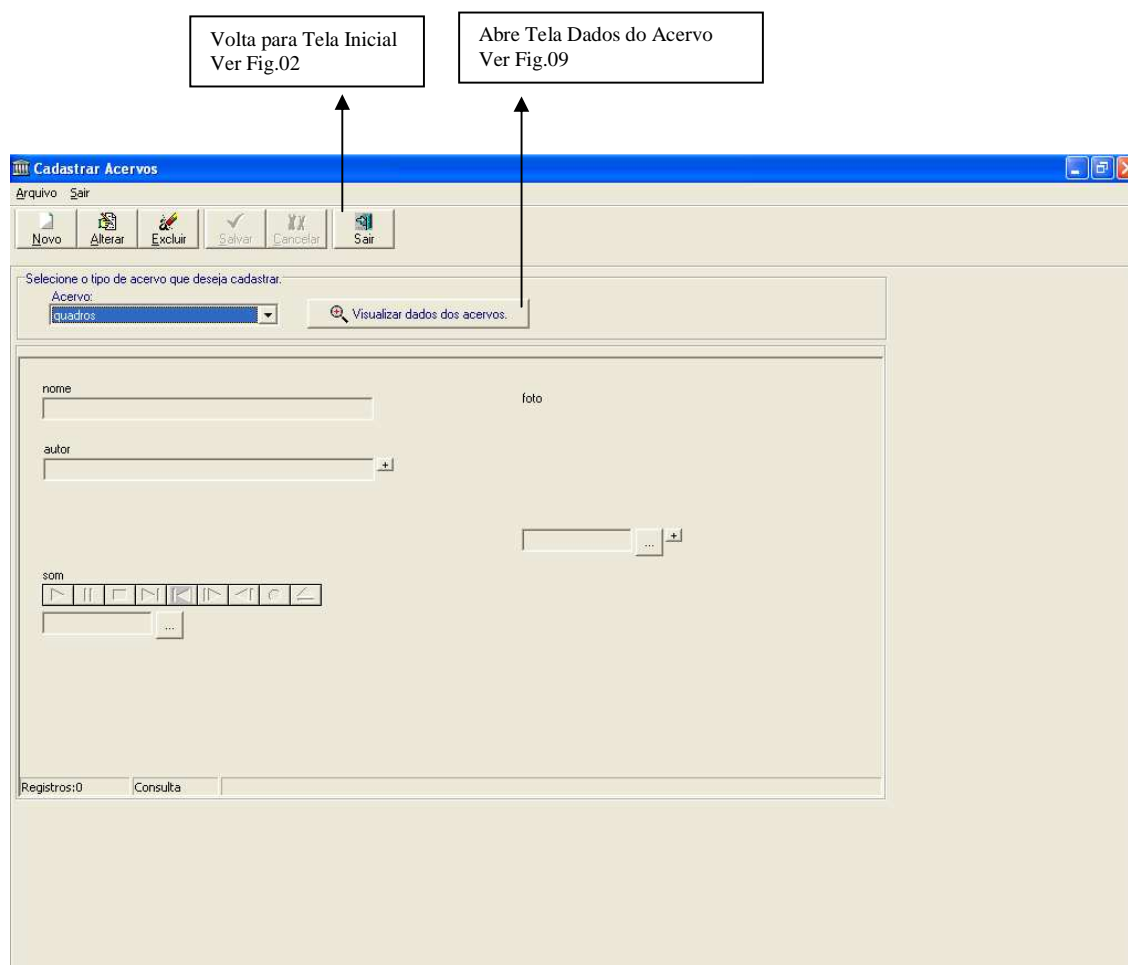 Volta para Tela Inicial
Ver Fig.02
Abre Tela Dados do Acervo
Ver Fig.09
Cadastrar Acervos
Arquivo Sair
Novo Alterar Excluir Salvar Cancelar Sair
Selecione o tipo de acervo que deseja cadastrar.
Acervo:
quadros
Visualizar dados dos acervos.
nome
foto
autor
+
... +
som
...
Registros:0 Consulta